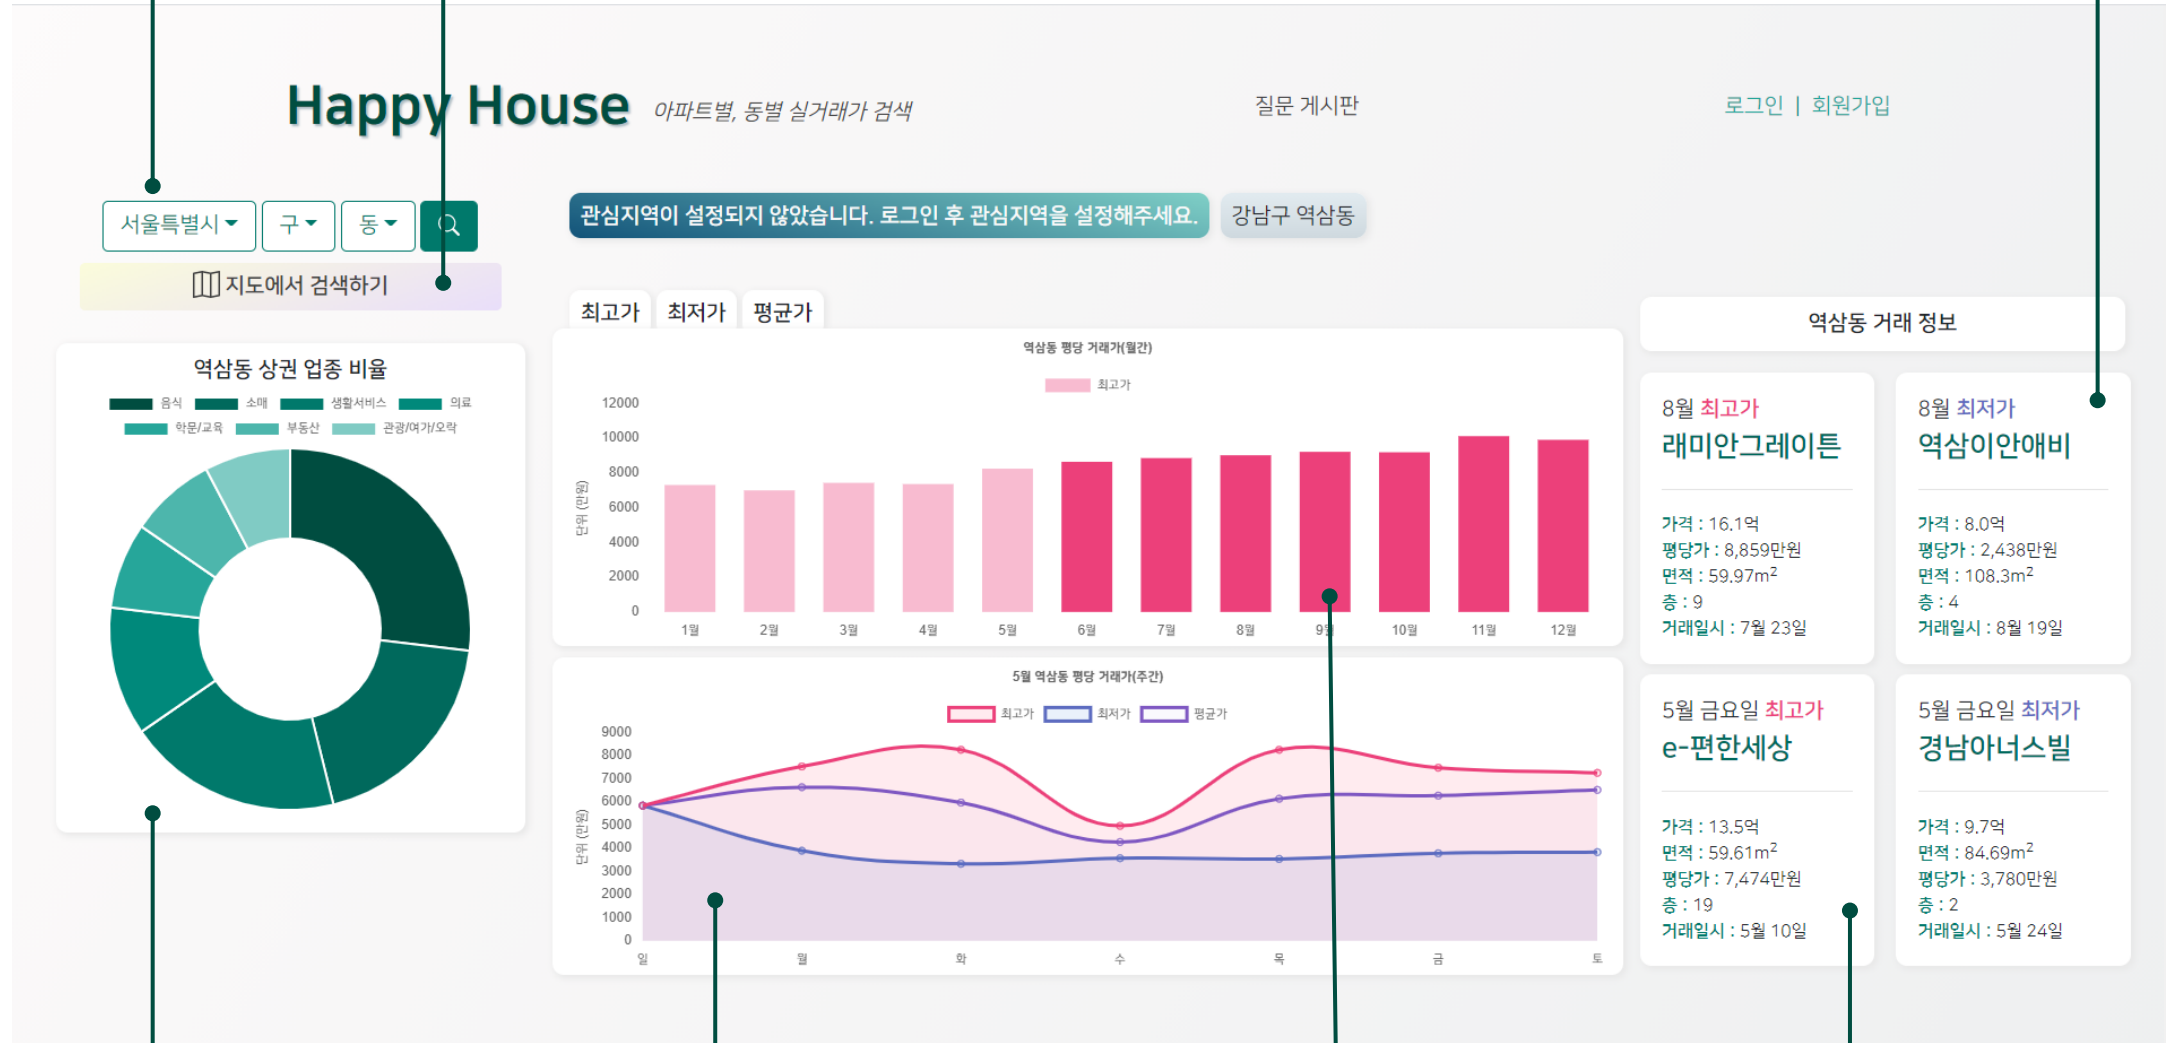 Happy House 아파트별, 동별 실거래가 검색
질문 게시판
로그인 | 회원가입
서울특별시 구 동
지도에서 검색하기
관심지역이 설정되지 않았습니다. 로그인 후 관심지역을 설정해주세요. 강남구 역삼동
역삼동 상권 업종 비율
음식 소매 생활서비스 의료
학문/교육 부동산 관광/여가/오락
최고가 최저가 평균가
역삼동 평당 거래가(월간)
최고가
단위 (만원)
12000
10000
8000
6000
4000
2000
0
1월 2월 3월 4월 5월 6월 7월 8월 9월 10월 11월 12월
5월 역삼동 평당 거래가(주간)
최고가 최저가 평균가
단위 (만원)
9000
8000
7000
6000
5000
4000
3000
2000
1000
0
일 월 화 수 목 금 토
역삼동 거래 정보
8월 최고가
래미안그레이튼
가격 : 16.1억
평당가 : 8,859만원
면적 : 59.97m²
층 : 9
거래일시 : 7월 23일
8월 최저가
역삼이안애비
가격 : 8.0억
평당가 : 2,438만원
면적 : 108.3m²
층 : 4
거래일시 : 8월 19일
5월 금요일 최고가
e-편한세상
가격 : 13.5억
면적 : 59.61m²
평당가 : 7,474만원
층 : 19
거래일시 : 5월 10일
5월 금요일 최저가
경남아너스빌
가격 : 9.7억
면적 : 84.69m²
평당가 : 3,780만원
층 : 2
거래일시 : 5월 24일